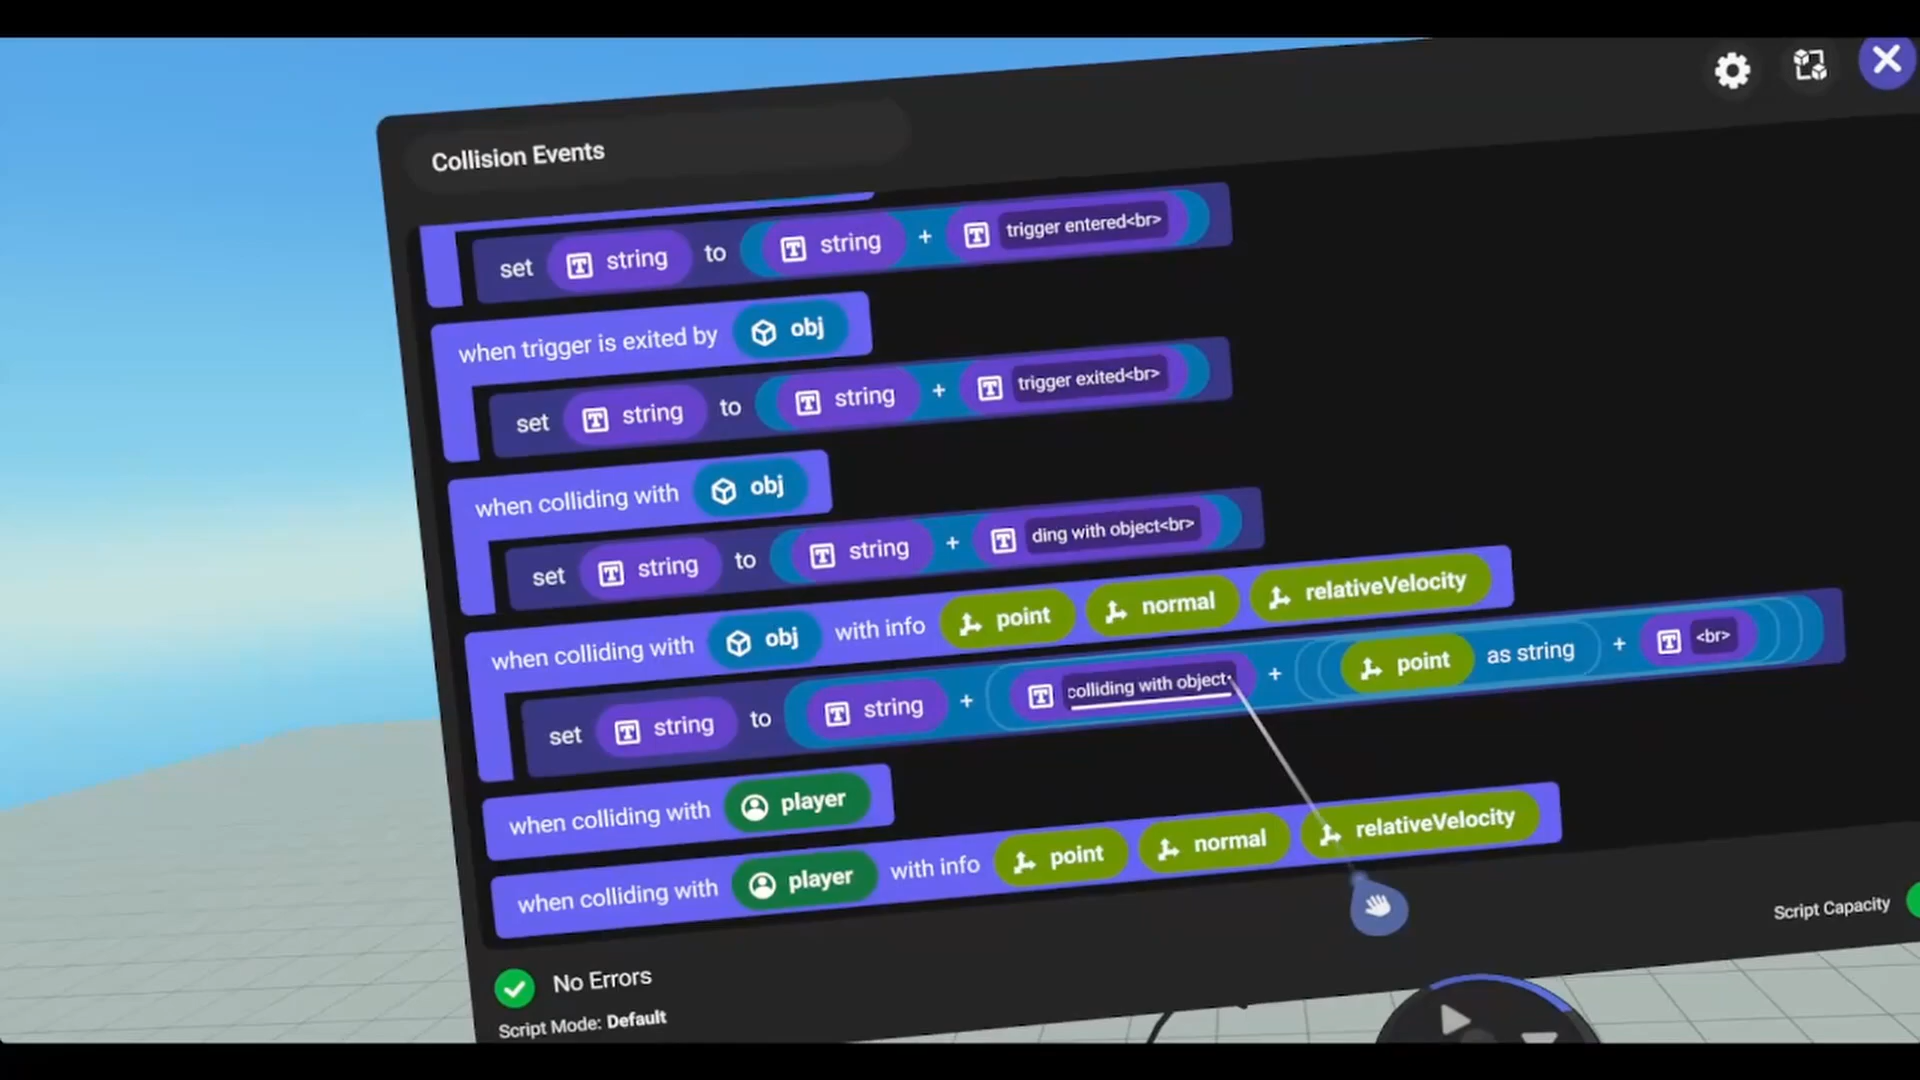 Collision Events
set string to string + trigger entered<br>
when trigger is exited by obj
set string to string + trigger exited<br>
when colliding with obj
set string to string + ding with object<br>
when colliding with obj with info point normal relativeVelocity
set string to string + colliding with object + point as string + <br>
when colliding with player
when colliding with player with info point normal relativeVelocity
Script Capacity
No Errors
Script Mode: Default